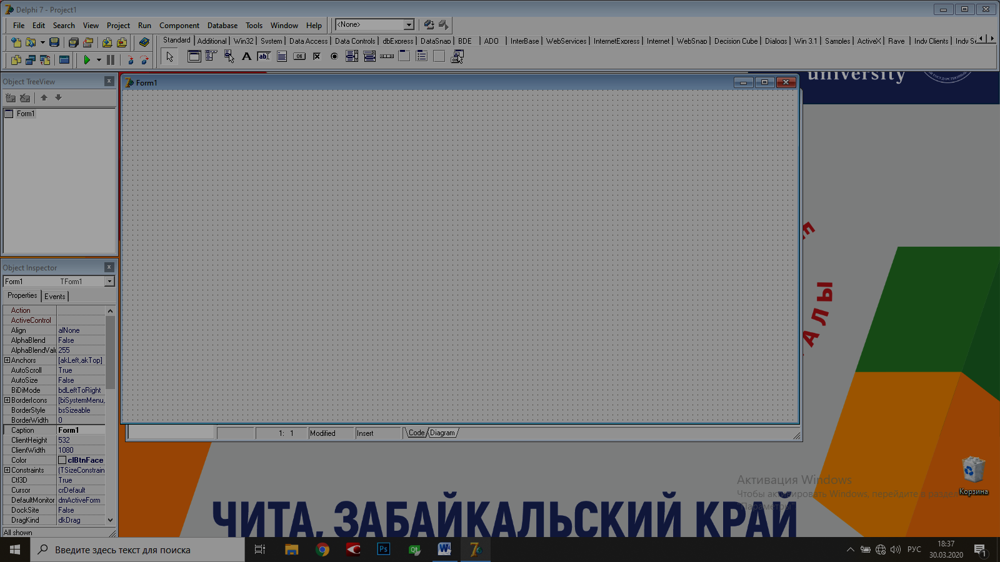 Delphi 7 - Project1
File Edit Search View Project Run Component Database Tools Window Help
<None>
Standard Additional Win32 System Data Access Data Controls dbExpress DataSnap BDE ADO InterBase WebServices InternetExpress Internet WebSnap Decision Cube Dialogs Win 3.1 Samples ActiveX Rave Indy Clients
university
Object TreeView
Form1
Form1
Object Inspector
Form1 TForm1
Properties Events
Action
ActiveControl
Align alNone
AlphaBlend False
AlphaBlendValu 255
Anchors [akLeft,akTop]
AutoScroll True
AutoSize False
BiDiMode bdLeftToRight
BorderIcons [biSystemMenu,
BorderStyle bsSizeable
BorderWidth 0
Caption Form1
ClientHeight 532
ClientWidth 1080
Color clBtnFace
Constraints (TSizeConstrain
Ctl3D True
Cursor crDefault
DefaultMonitor dmActiveForm
DockSite False
DragKind dkDrag
All shown
1: 1 Modified Insert Code Diagram
Активация Windows
Чтобы активировать Windows, перейдите в раздел
"Параметры"
Корзина
ЧИТА, ЗАБАЙКАЛЬСКИЙ КРАЙ
Введите здесь текст для поиска
РУС
18:37
30.03.2020
1